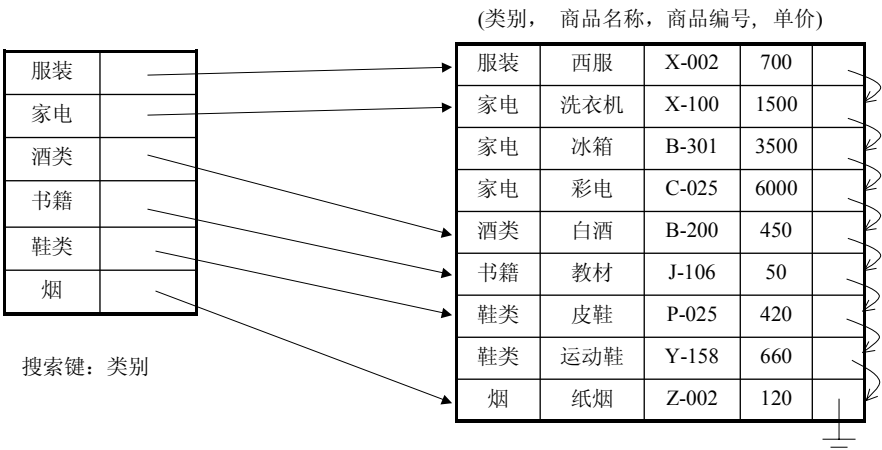 (类别， 商品名称，商品编号, 单价)
服装
家电
酒类
书籍
鞋类
烟
搜索键：类别
服装 西服 X-002 700
家电 洗衣机 X-100 1500
家电 冰箱 B-301 3500
家电 彩电 C-025 6000
酒类 白酒 B-200 450
书籍 教材 J-106 50
鞋类 皮鞋 P-025 420
鞋类 运动鞋 Y-158 660
烟 纸烟 Z-002 120